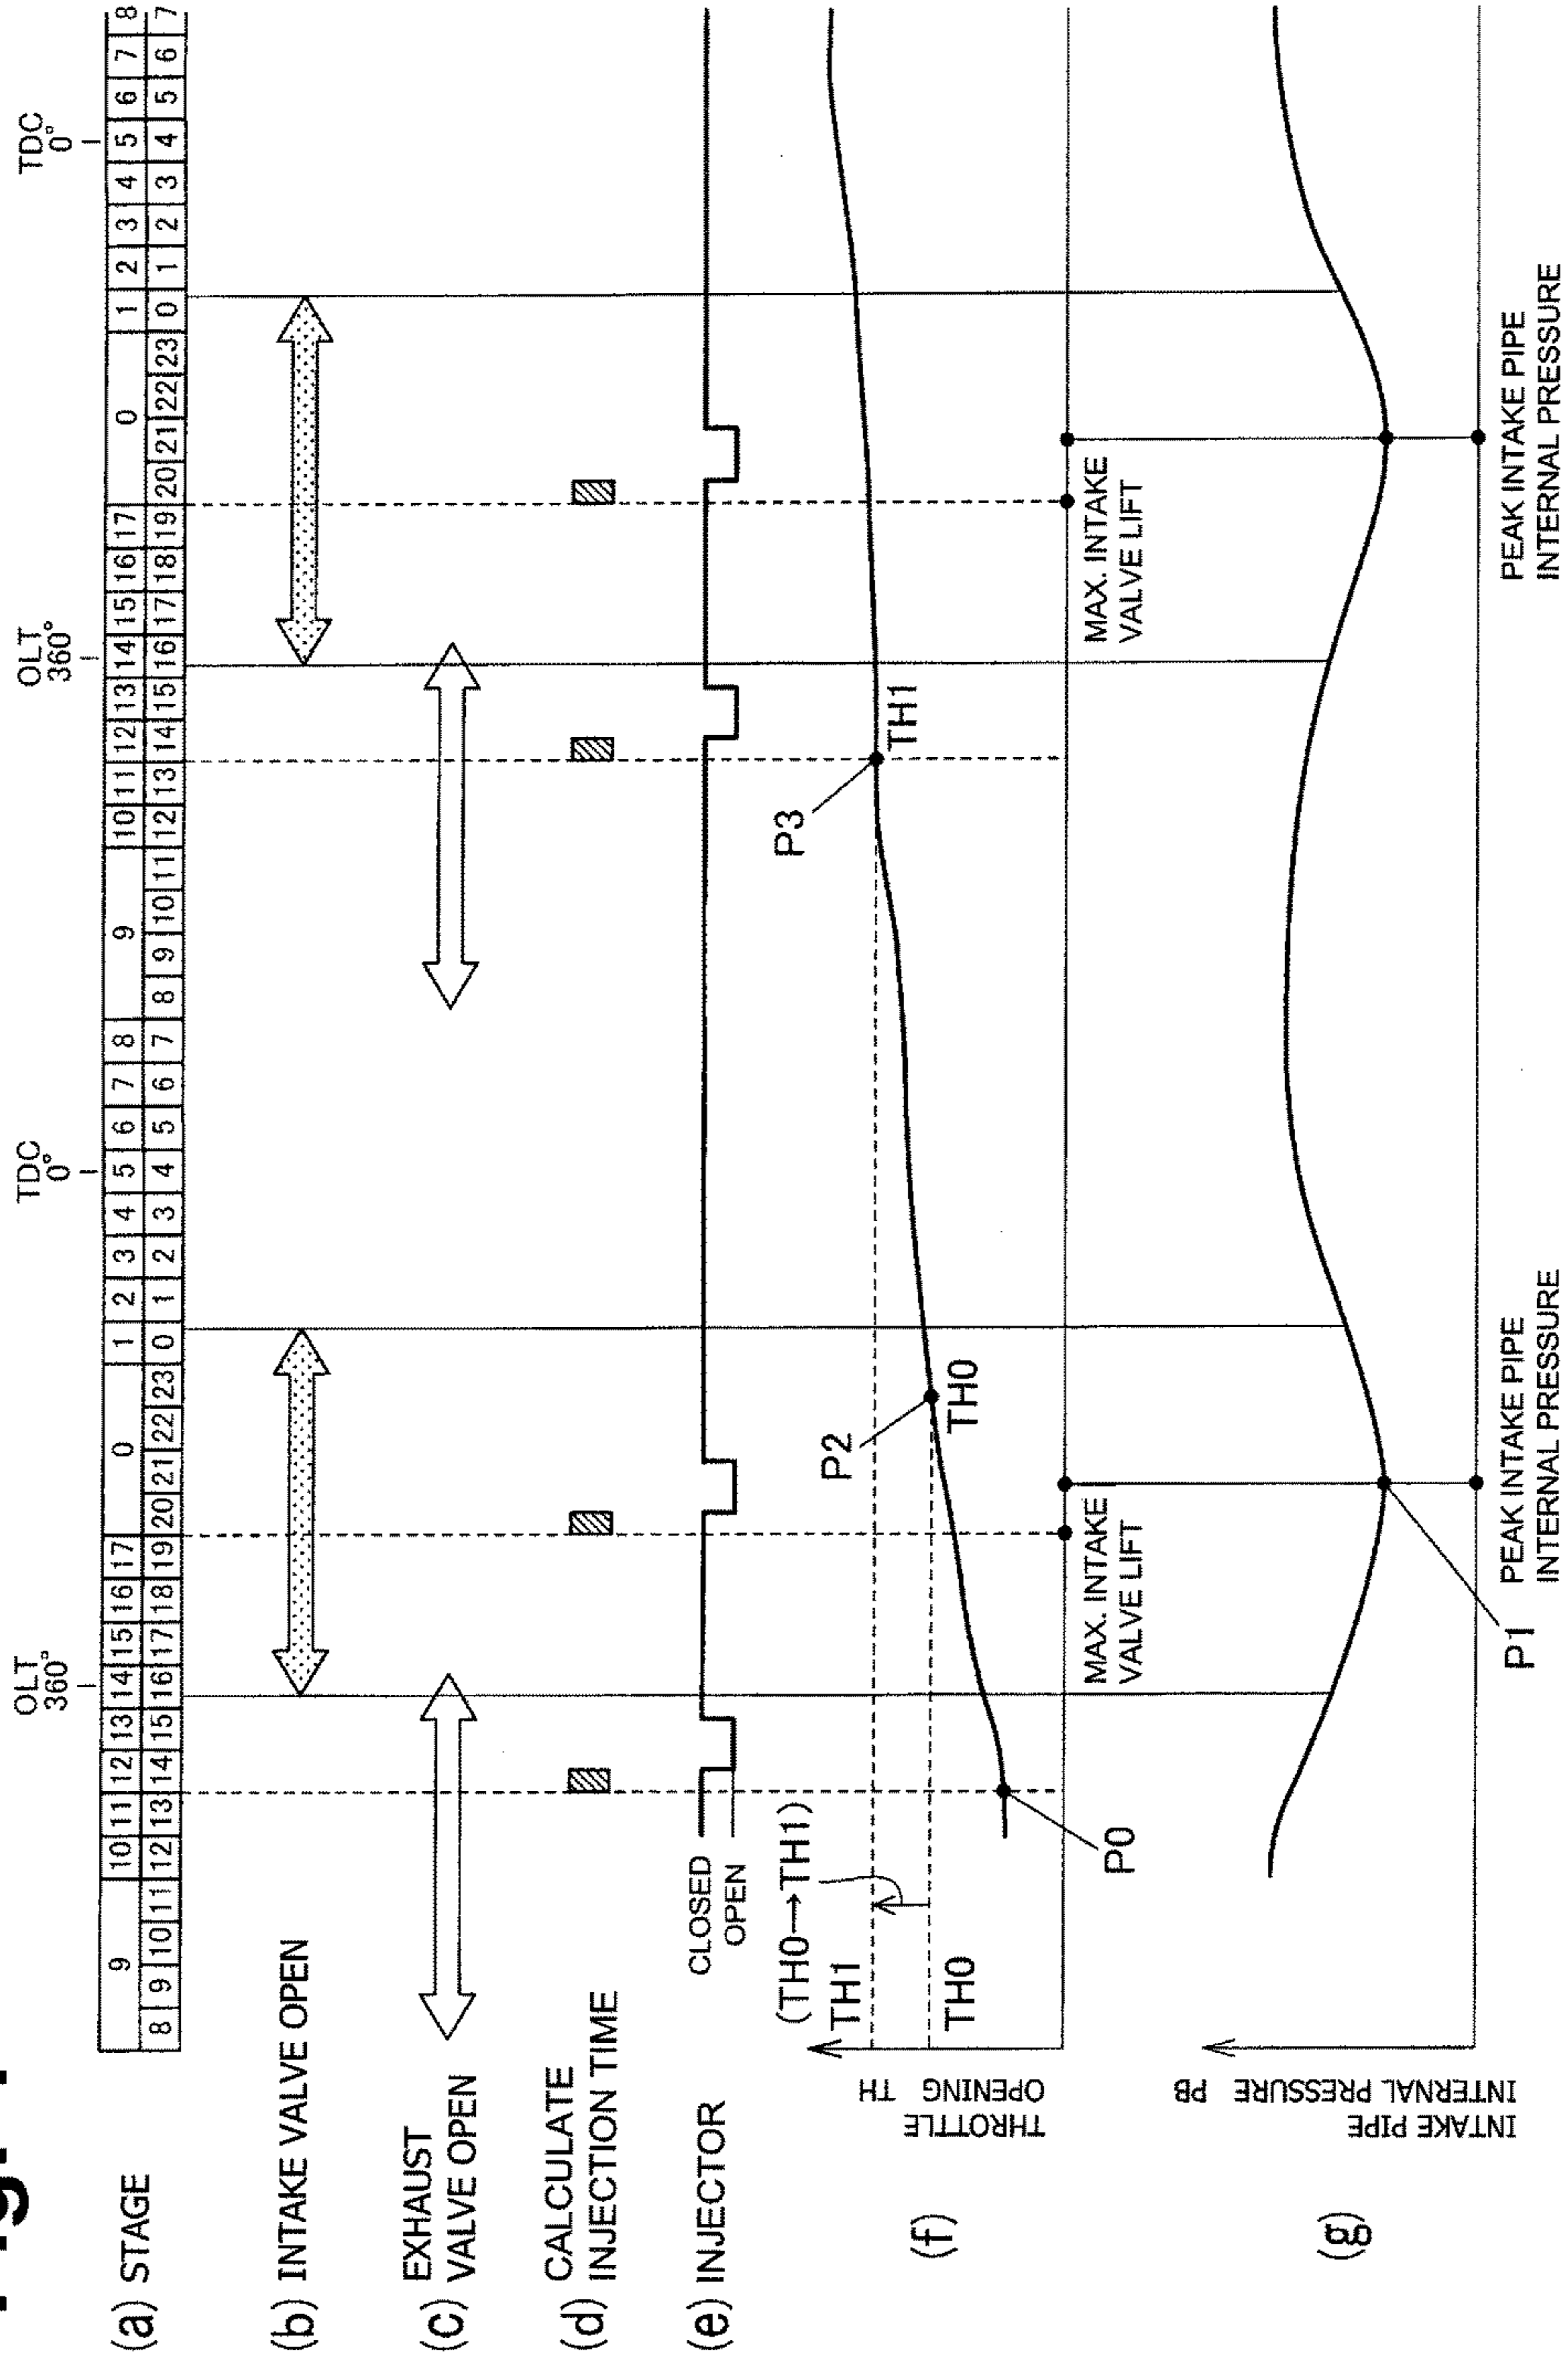 OLT
360°
TDC
0°
OLT
360°
TDC
0°
(a) STAGE
9 10 11 12 13 14 15 16 17 0 1 2 3 4 5 6 7 8 9 10 11 12 13 14 15 16 17 0 1 2 3 4 5 6 7 8
8 9 10 11 12 13 14 15 16 17 18 19 20 21 22 23 0 1 2 3 4 5 6 7 8 9 10 11 12 13 14 15 16 17 18 19 20 21 22 23 0 1 2 3 4 5 6 7
(b) INTAKE VALVE OPEN
(c) EXHAUST
VALVE OPEN
(d) CALCULATE
INJECTION TIME
(e) INJECTOR
CLOSED
OPEN
(f)
THROTTLE
OPENING TH
(TH0→TH1)
TH1
TH0
P0
P2
TH0
P3
TH1
MAX. INTAKE
VALVE LIFT
MAX. INTAKE
VALVE LIFT
(g)
INTAKE PIPE
INTERNAL PRESSURE PB
P1
PEAK INTAKE PIPE
INTERNAL PRESSURE
PEAK INTAKE PIPE
INTERNAL PRESSURE